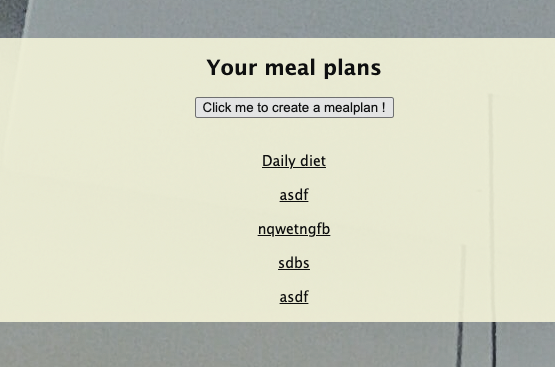 Your meal plans
Click me to create a mealplan !
Daily diet
asdf
nqwetngfb
sdbs
asdf